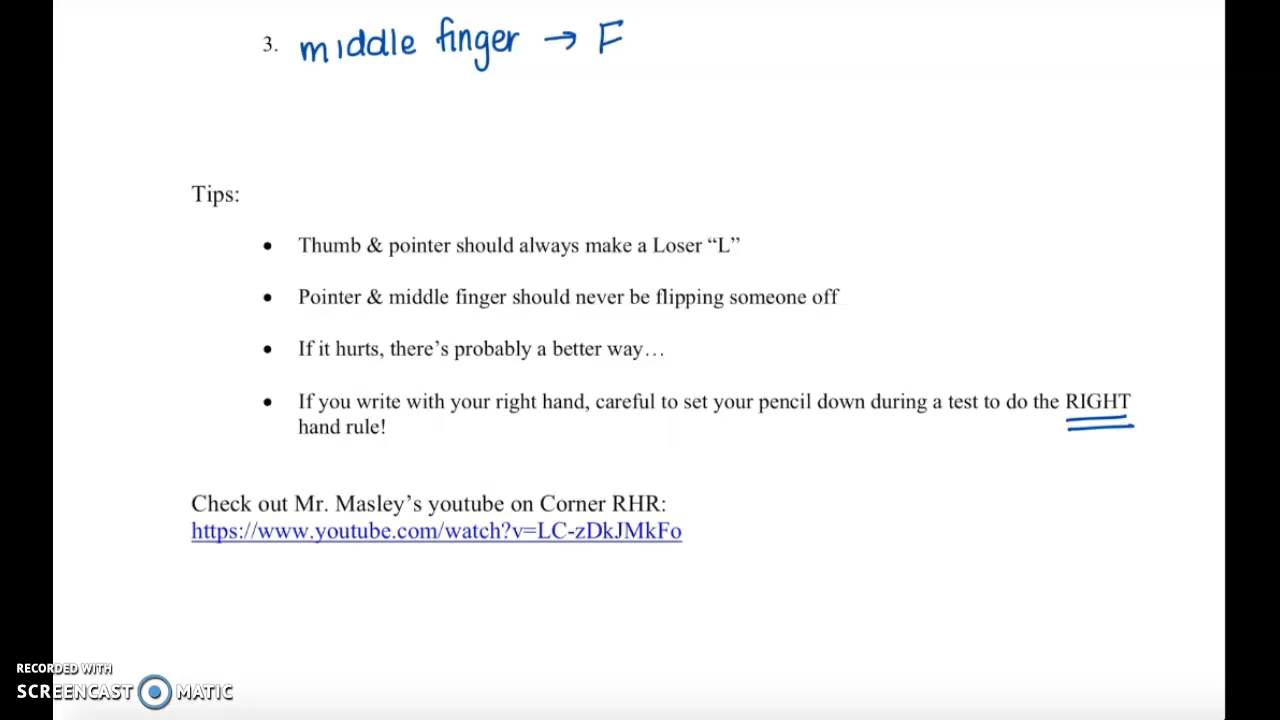 3. middle finger → F
Tips:
• Thumb & pointer should always make a Loser “L”
• Pointer & middle finger should never be flipping someone off
• If it hurts, there’s probably a better way…
• If you write with your right hand, careful to set your pencil down during a test to do the RIGHT
hand rule!
Check out Mr. Masley’s youtube on Corner RHR:
https://www.youtube.com/watch?v=LC-zDkJMkFo
RECORDED WITH
SCREENCAST MATIC